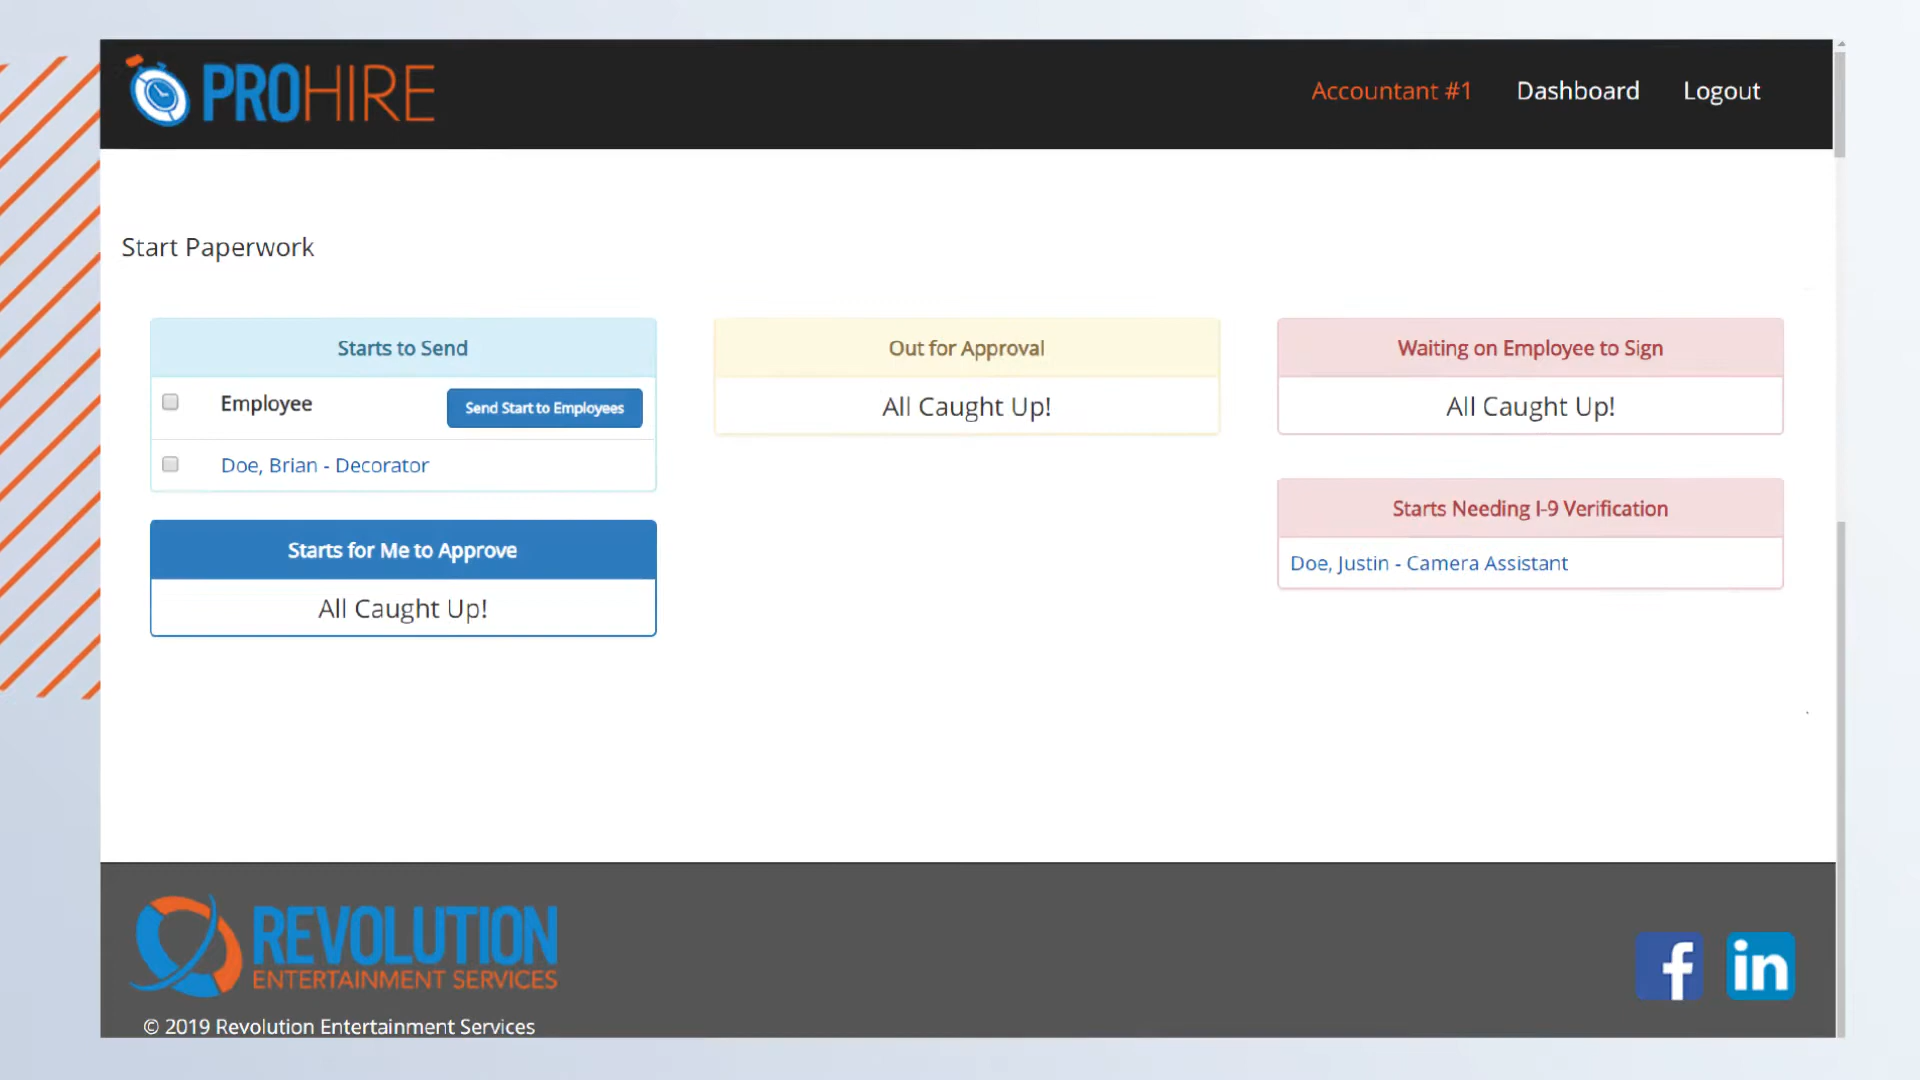 PROHIRE
Accountant #1 Dashboard Logout
Start Paperwork
Starts to Send
Employee Send Start to Employees
Doe, Brian - Decorator
Starts for Me to Approve
All Caught Up!
Out for Approval
All Caught Up!
Waiting on Employee to Sign
All Caught Up!
Starts Needing I-9 Verification
Doe, Justin - Camera Assistant
REVOLUTION
ENTERTAINMENT SERVICES
© 2019 Revolution Entertainment Services
f in